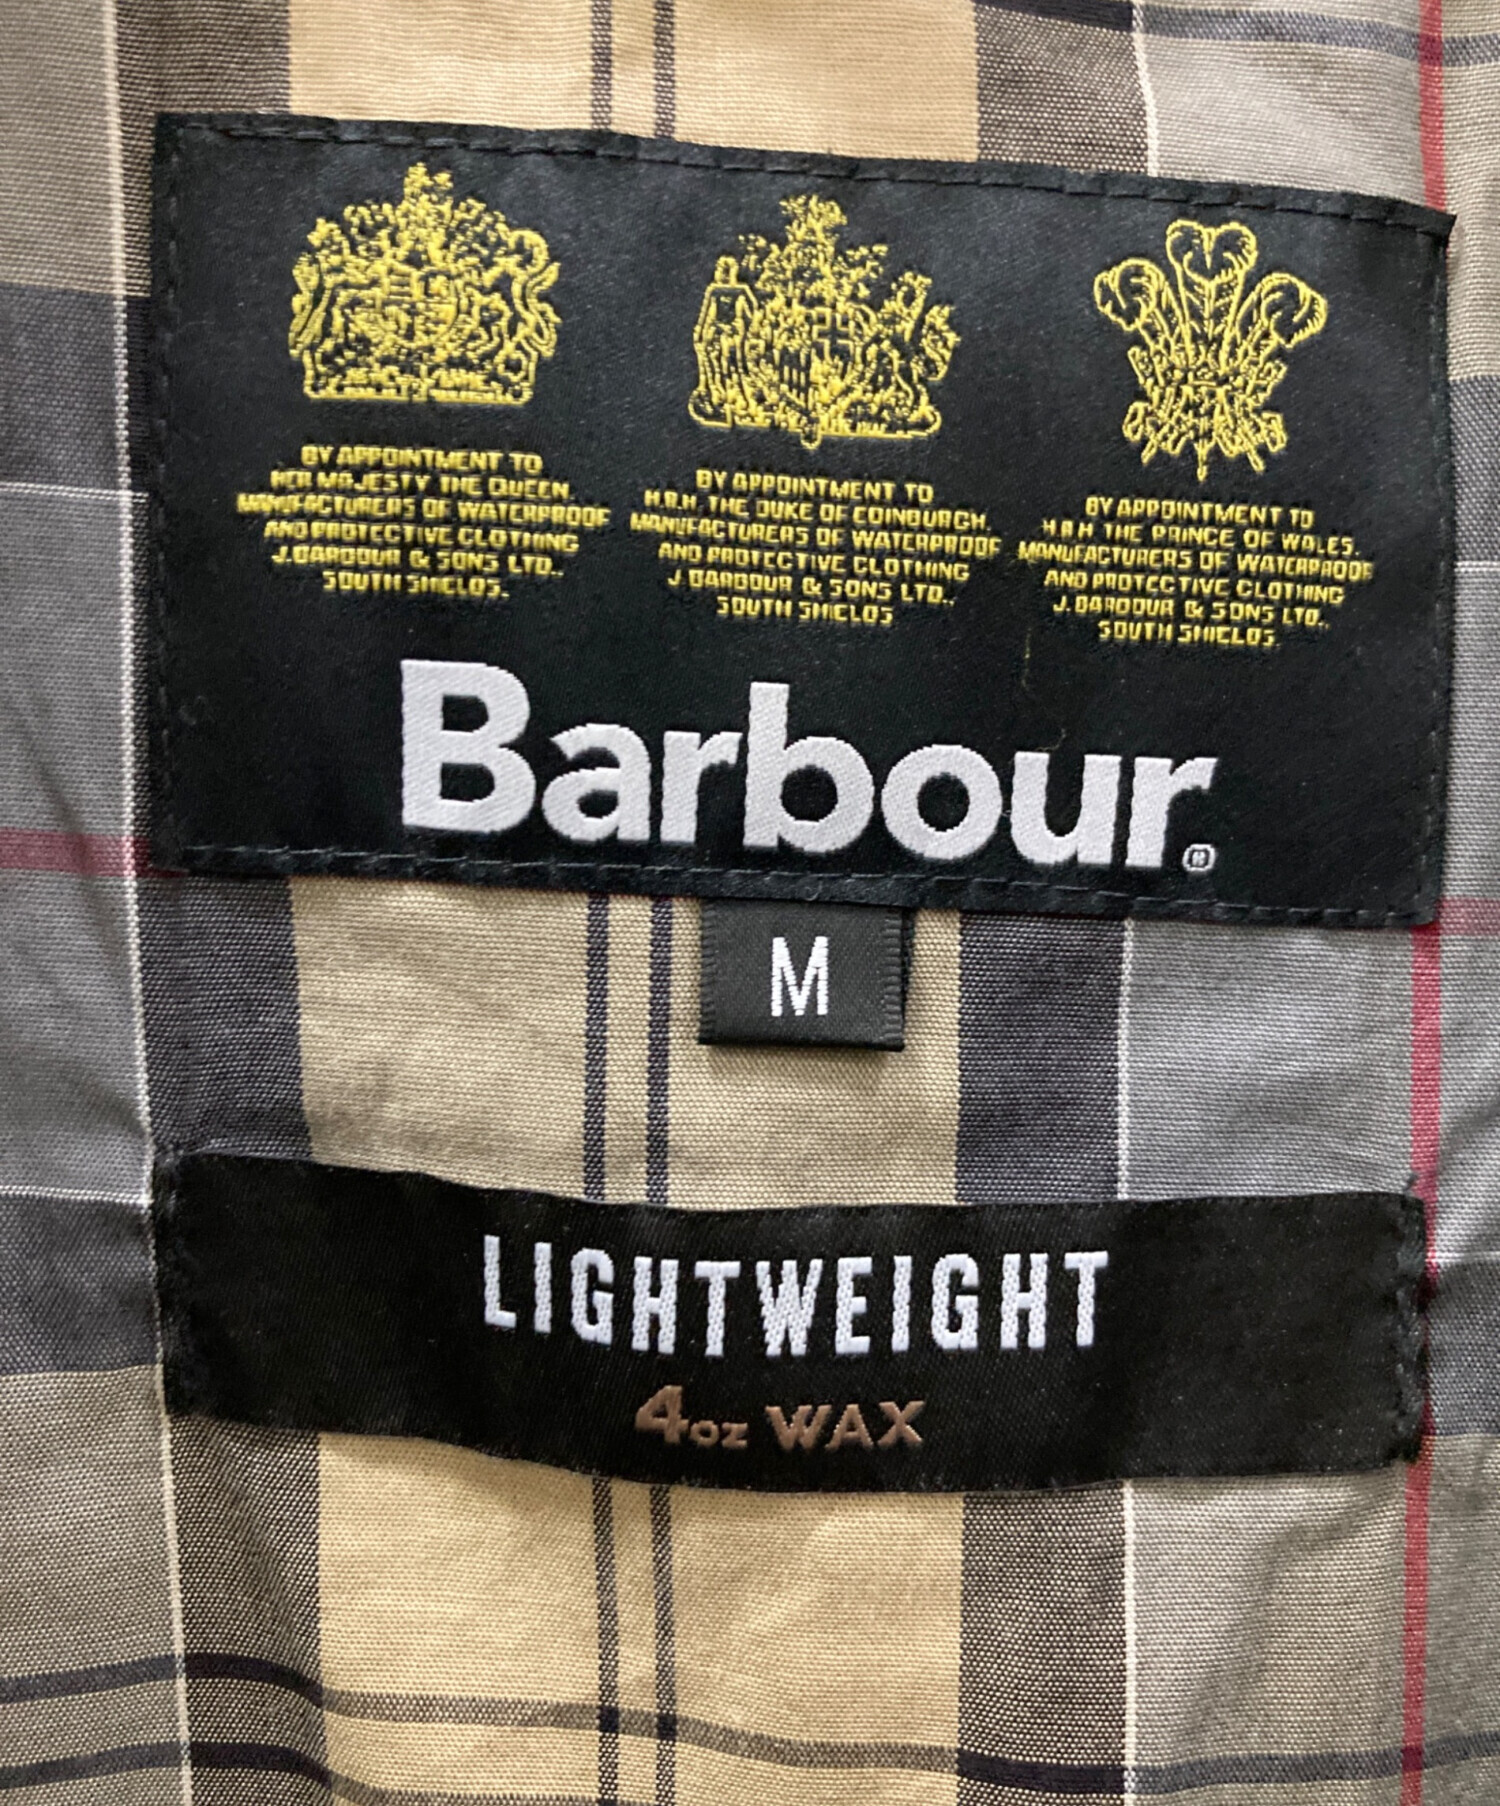 BY APPOINTMENT TO
HER MAJESTY THE QUEEN.
MANUFACTURERS OF WATERPROOF
AND PROTECTIVE CLOTHING
J. BARBOUR & SONS LTD.,
SOUTH SHIELDS.
BY APPOINTMENT TO
H.R.H. THE DUKE OF EDINBURGH.
MANUFACTURERS OF WATERPROOF
AND PROTECTIVE CLOTHING
J. BARBOUR & SONS LTD.,
SOUTH SHIELDS
BY APPOINTMENT TO
H.R.H. THE PRINCE OF WALES.
MANUFACTURERS OF WATERPROOF
AND PROTECTIVE CLOTHING
J. BARBOUR & SONS LTD.,
SOUTH SHIELDS.
Barbour®
M
LIGHTWEIGHT
4oz WAX